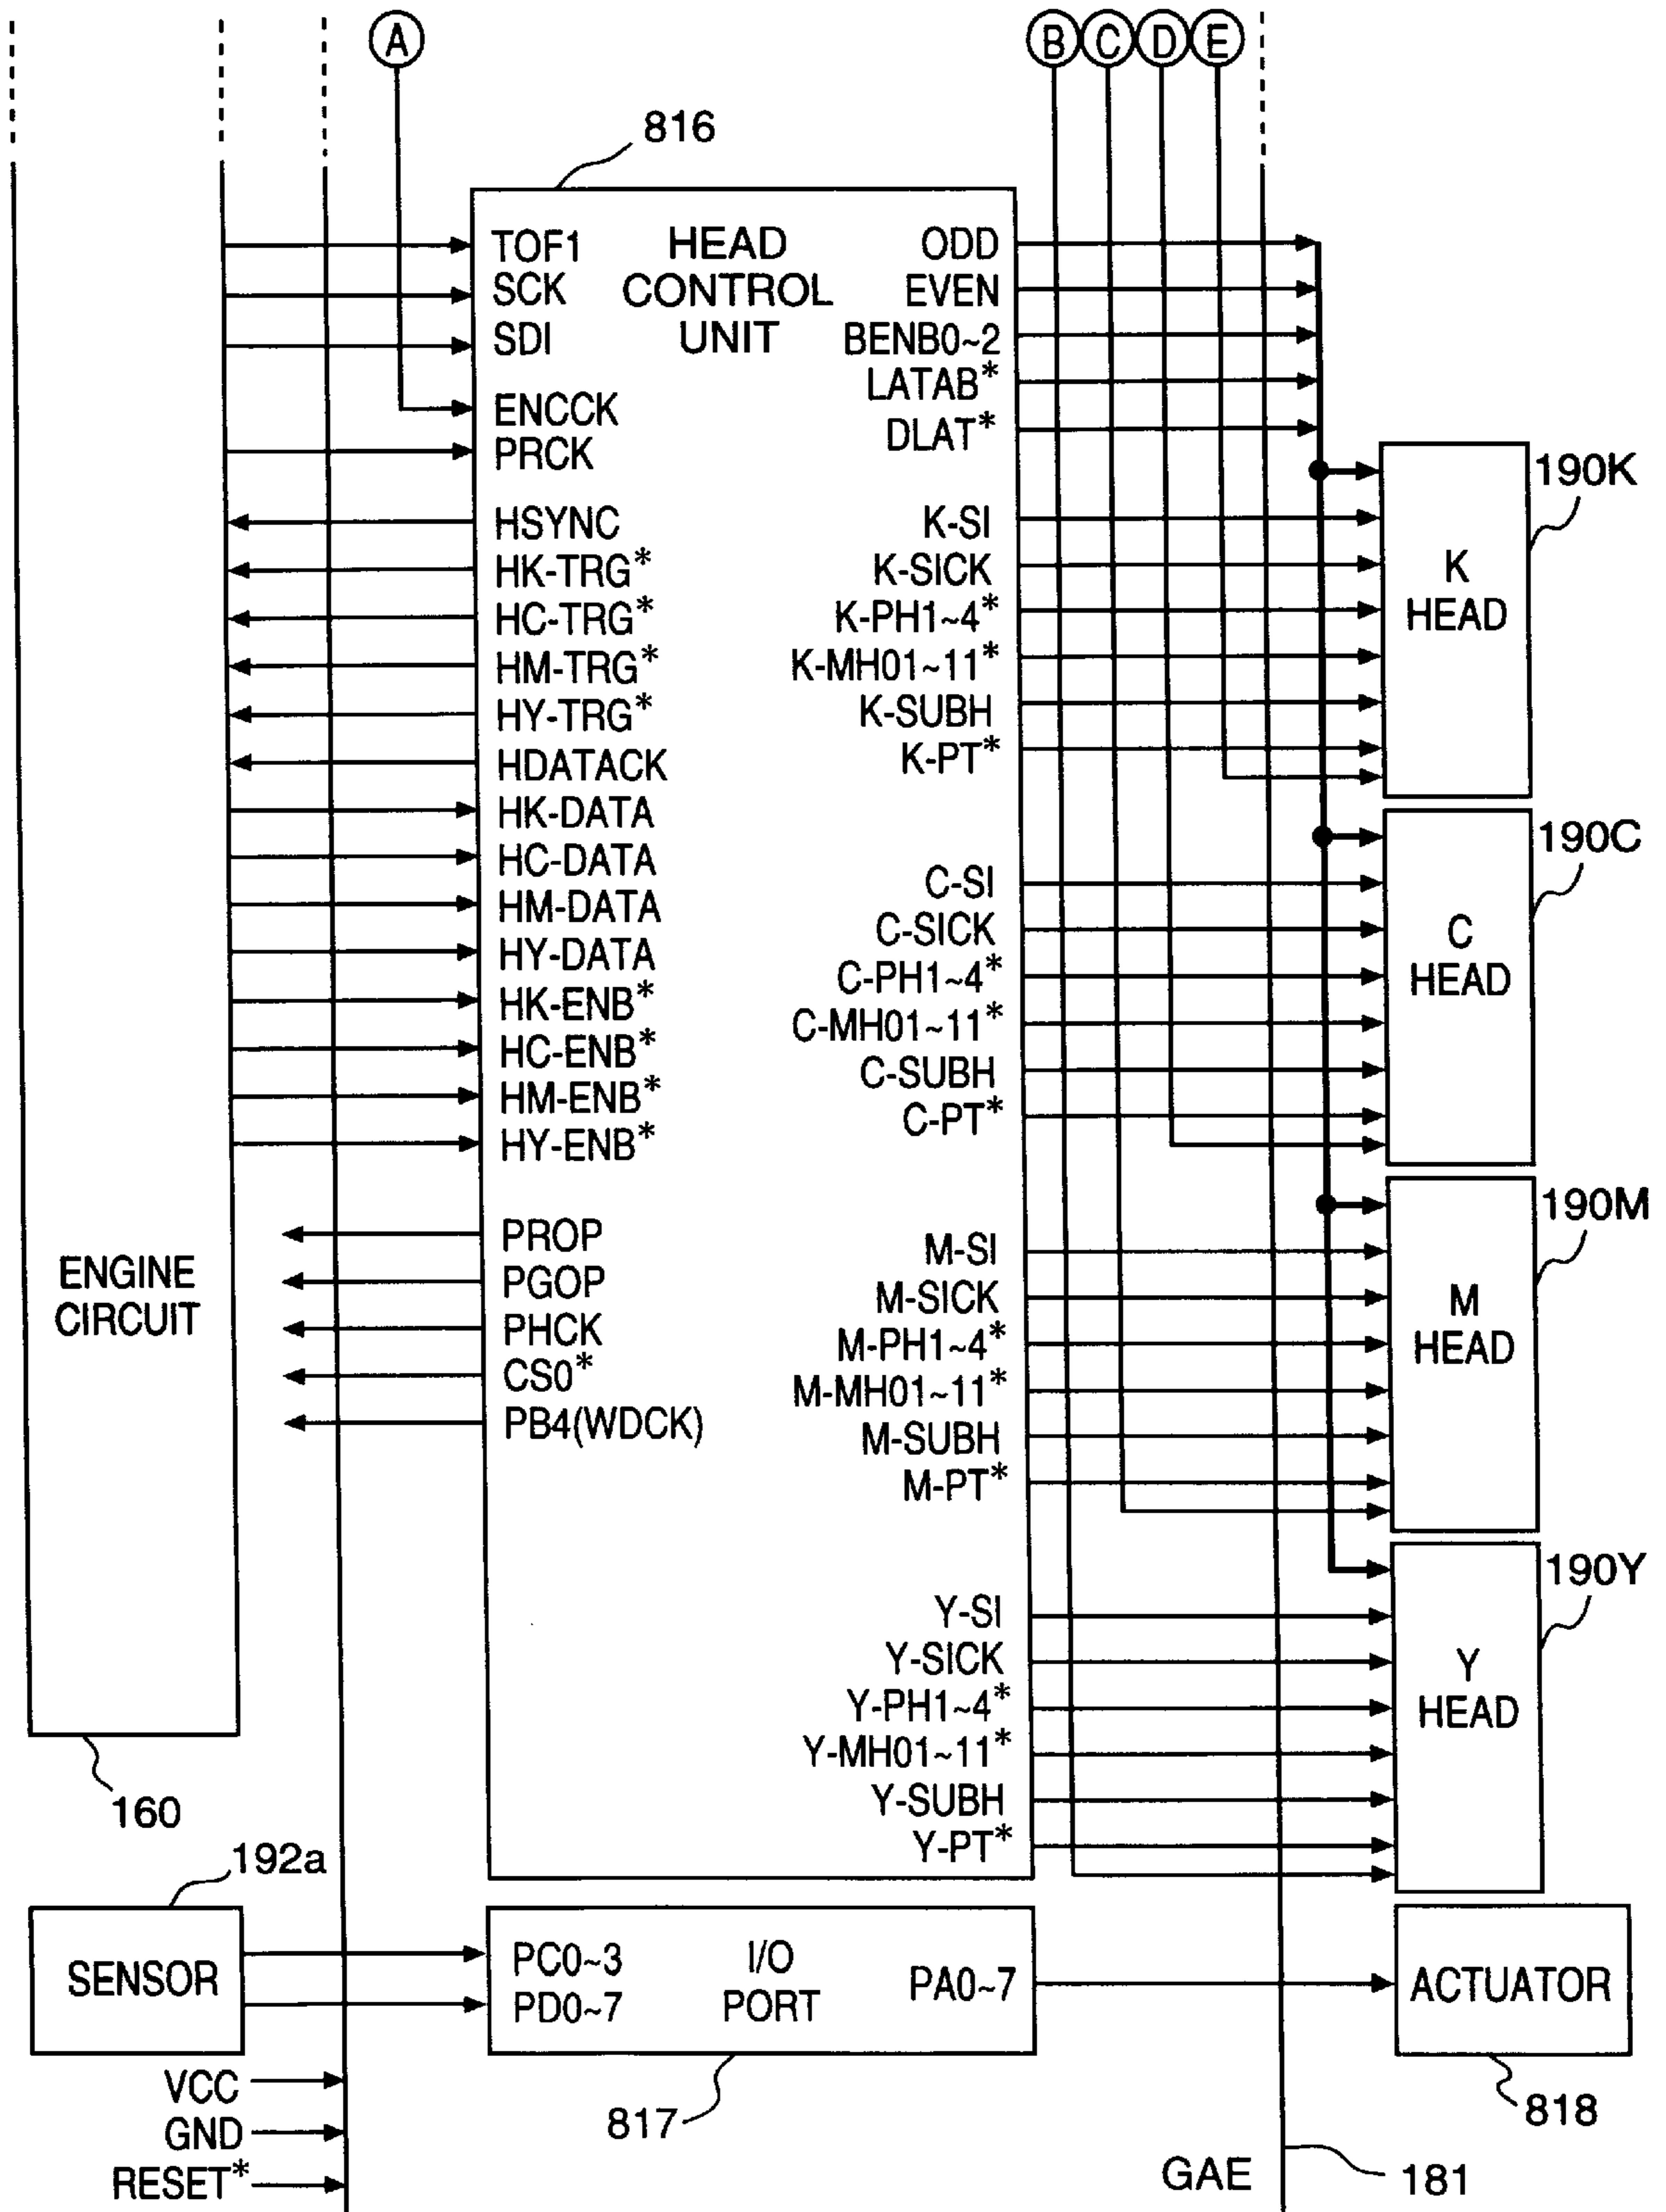 A
B
C
D
E
816
HEAD
CONTROL
UNIT
TOF1
SCK
SDI
ENCCK
PRCK
HSYNC
HK-TRG*
HC-TRG*
HM-TRG*
HY-TRG*
HDATACK
HK-DATA
HC-DATA
HM-DATA
HY-DATA
HK-ENB*
HC-ENB*
HM-ENB*
HY-ENB*
PROP
PGOP
PHCK
CS0*
PB4(WDCK)
ODD
EVEN
BENB0~2
LATAB*
DLAT*
K-SI
K-SICK
K-PH1~4*
K-MH01~11*
K-SUBH
K-PT*
C-SI
C-SICK
C-PH1~4*
C-MH01~11*
C-SUBH
C-PT*
M-SI
M-SICK
M-PH1~4*
M-MH01~11*
M-SUBH
M-PT*
Y-SI
Y-SICK
Y-PH1~4*
Y-MH01~11*
Y-SUBH
Y-PT*
190K
K
HEAD
190C
C
HEAD
190M
M
HEAD
190Y
Y
HEAD
ENGINE
CIRCUIT
160
192a
SENSOR
PC0~3
PD0~7
I/O
PORT
PA0~7
ACTUATOR
817
818
VCC
GND
RESET*
GAE
181